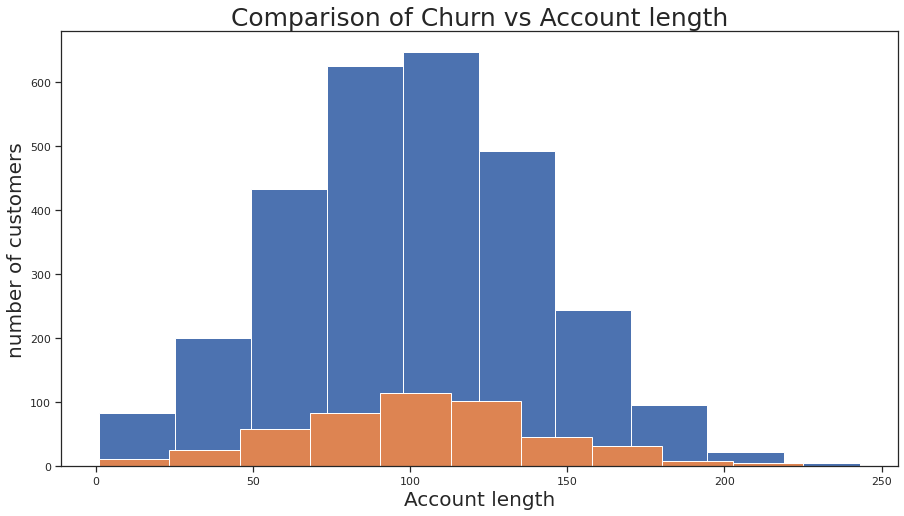 Comparison of Churn vs Account length
number of customers
600
500
400
300
200
100
0
0 50 100 150 200 250
Account length